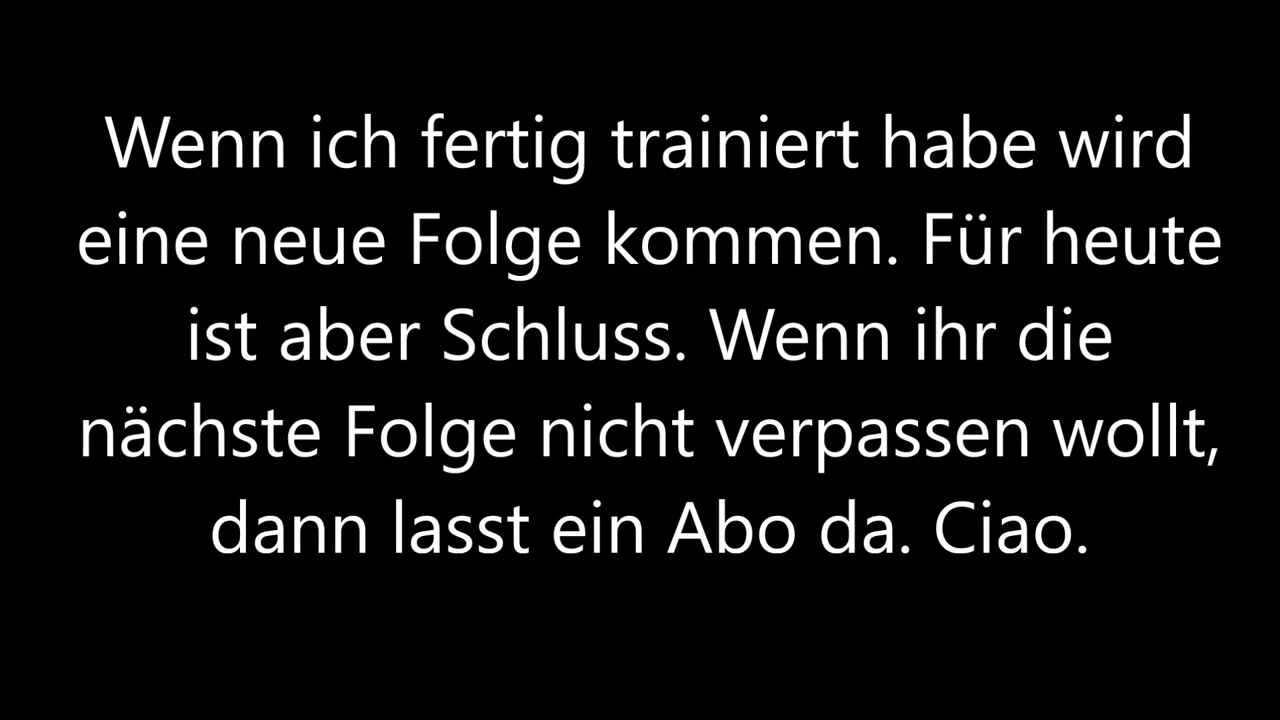 Wenn ich fertig trainiert habe wird
eine neue Folge kommen. Für heute
ist aber Schluss. Wenn ihr die
nächste Folge nicht verpassen wollt,
dann lasst ein Abo da. Ciao.